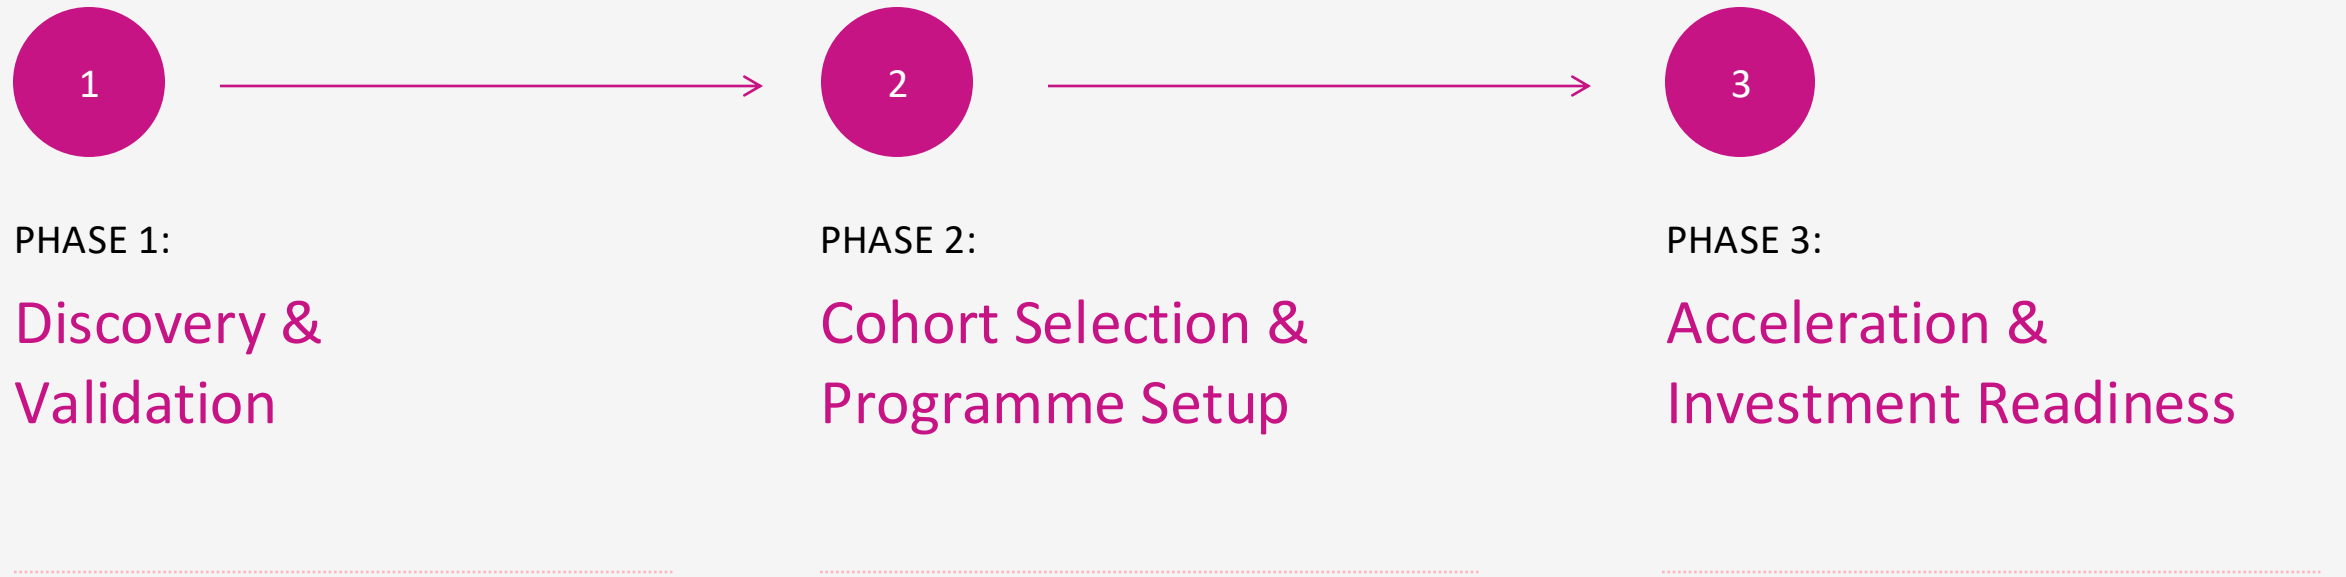 1
2
3
PHASE 1:
Discovery &
Validation
PHASE 2:
Cohort Selection &
Programme Setup
PHASE 3:
Acceleration &
Investment Readiness